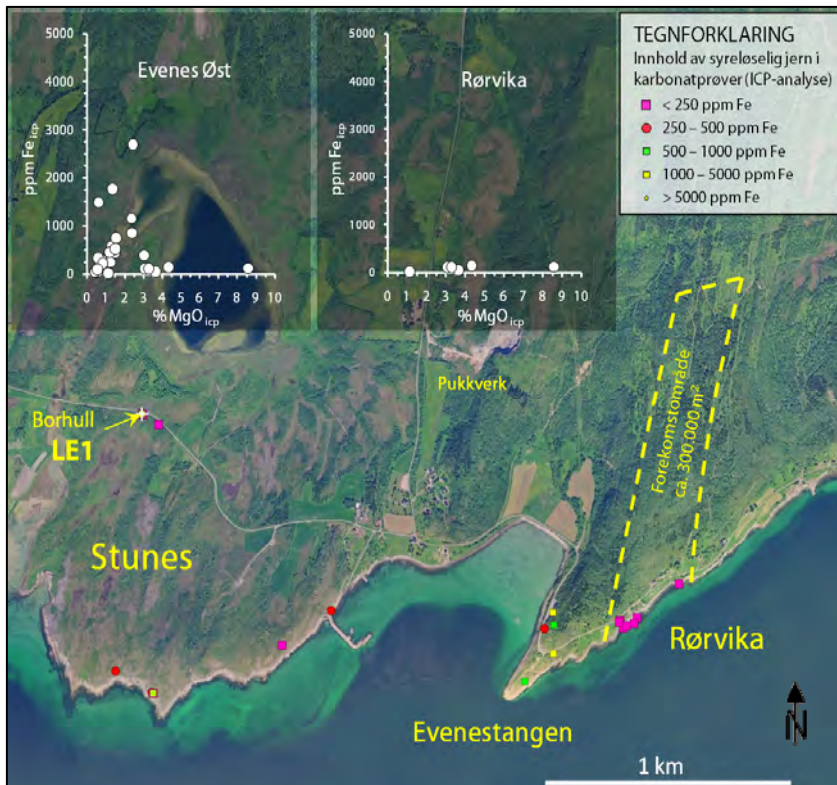 5000
4000
3000
2000
1000
0
ppm Fe icp
Evenes Øst
0 1 2 3 4 5 6 7 8 9 10
% MgO icp
5000
4000
3000
2000
1000
0
ppm Fe icp
Rørvika
0 1 2 3 4 5 6 7 8 9 10
% MgO icp
TEGNFORKLARING
Innhold av syreløselig jern i
karbonatprøver (ICP-analyse)
< 250 ppm Fe
250 – 500 ppm Fe
500 – 1000 ppm Fe
1000 – 5000 ppm Fe
> 5000 ppm Fe
Pukkverk
Forekomstområde
ca. 300.000 m²
Borhull
LE1
Stunes
Rørvika
Evenestangen
N
1 km